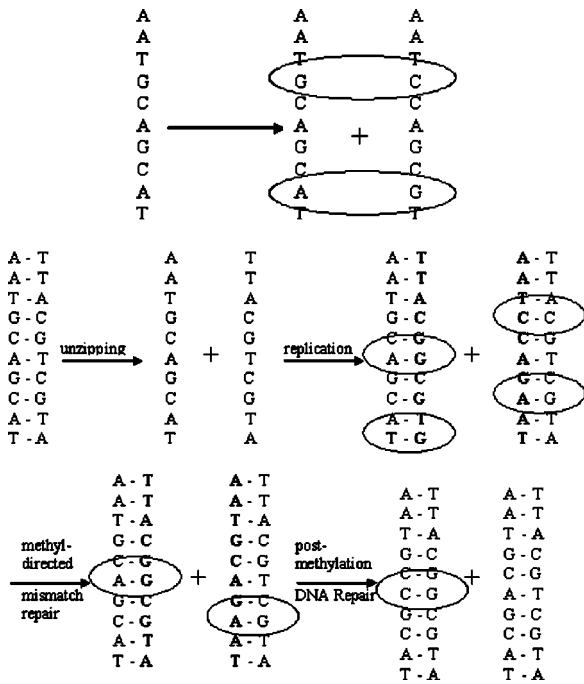 A A A
A A A
T T T
G G C
C C C
A A + A
G G G
C C C
A A G
T T T
A - T A T A - T A - T
A - T A T A - T A - T
T - A T A T - A T - A
G - C G C G - C C - C
unzipping C - G C + G replication C - G + C - G
A - T A T A - G A - T
G - C G C G - C G - C
C - G C G C - G A - G
A - T A T A - T A - T
T - A T A T - G T - A
A - T A - T A - T A - T
A - T A - T A - T A - T
T - A T - A T - A T - A
methyl- G - C G - C post- G - C G - C
directed C - G + C - G methylation C - G + C - G
mismatch A - G A - T DNA Repair C - G A - T
repair G - C G - C G - C G - C
C - G A - G C - G C - G
A - T A - T A - T A - T
T - A T - A T - A T - A